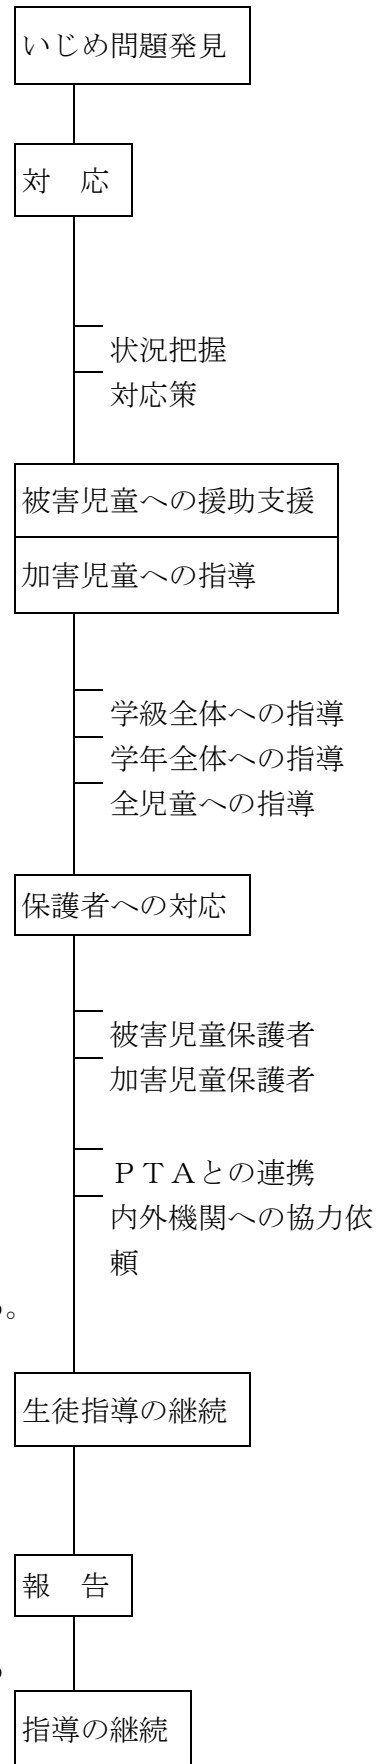 いじめ問題発見
対　応
状況把握
対応策
被害児童への援助支援
加害児童への指導
学級全体への指導
学年全体への指導
全児童への指導
保護者への対応
被害児童保護者
加害児童保護者
ＰＴＡとの連携
内外機関への協力依
頼
。
生徒指導の継続
報　告
指導の継続